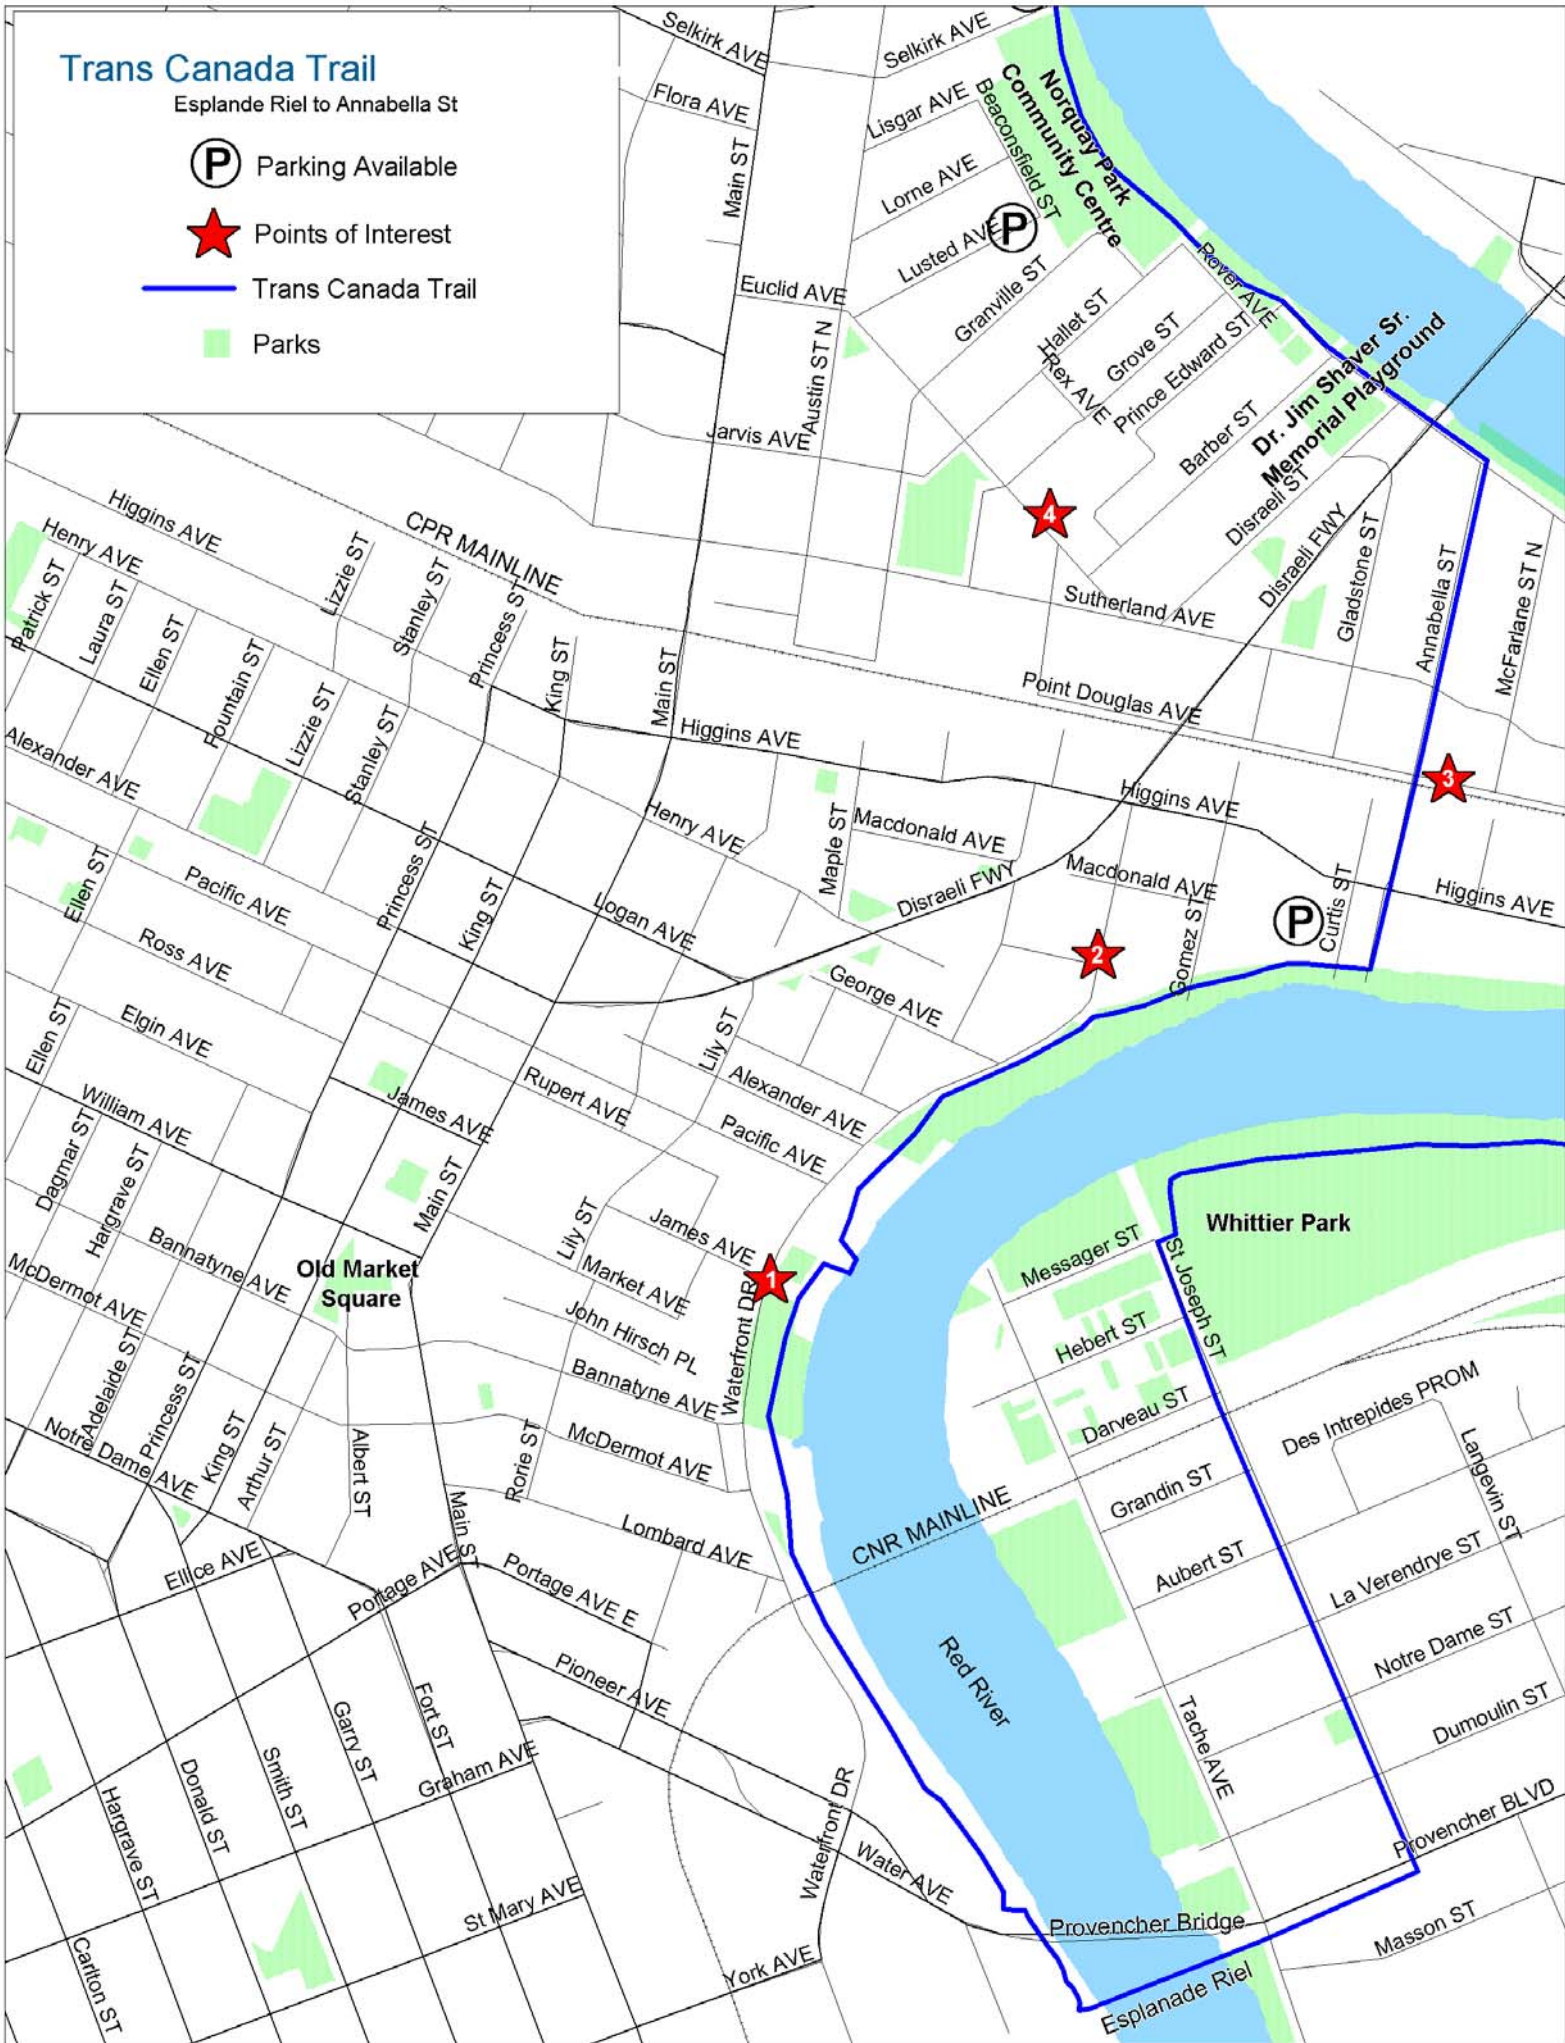 Trans Canada Trail
Esplande Riel to Annabella St
P Parking Available
Points of Interest
Trans Canada Trail
Parks
Selkirk AVE
Selkirk AVE
Flora AVE
Main ST
Lisgar AVE
Beaconsfield ST
Norquay Park
Community Centre
Lorne AVE
Lusted AVE
P
Euclid AVE
Granville ST
Hallet ST
Rover AVE
Grove ST
Prince Edward ST
Rex AVE
Austin ST N
Jarvis AVE
Barber ST
Dr. Jim Shaver Sr.
Memorial Playground
Disraeli ST
Disraeli FWY
4
Gladstone ST
Annabella ST
McFarlane ST N
Sutherland AVE
Point Douglas AVE
Higgins AVE
CPR MAINLINE
Henry AVE
Patrick ST
Laura ST
Ellen ST
Fountain ST
Lizzie ST
Lizzie ST
Stanley ST
Stanley ST
Princess ST
King ST
Main ST
Higgins AVE
Higgins AVE
3
Alexander AVE
Henry AVE
Maple ST
Macdonald AVE
Macdonald AVE
Disraeli FWY
Higgins AVE
Curtis ST
P
Gomez ST
2
Ellen ST
Pacific AVE
Princess ST
King ST
Logan AVE
Ross AVE
George AVE
Ellen ST
Elgin AVE
Lily ST
Alexander AVE
Rupert AVE
Pacific AVE
James AVE
William AVE
Dagmar ST
Hargrave ST
Main ST
Lily ST
James AVE
Market AVE
1
Waterfront DR
John Hirsch PL
Bannatyne AVE
Old Market
Square
McDermot AVE
Adelaide ST
Princess ST
Bannatyne AVE
McDermot AVE
Rorie ST
Notre Dame AVE
King ST
Arthur ST
Albert ST
Main ST
Lombard AVE
Whittier Park
Messager ST
St Joseph ST
Hebert ST
Darveau ST
Des Intrepides PROM
Langevin ST
Grandin ST
CNR MAINLINE
Aubert ST
La Verendrye ST
Notre Dame ST
Dumoulin ST
Tache AVE
Red River
Ellice AVE
Portage AVE
Portage AVE E
Pioneer AVE
Fort ST
Garry ST
Smith ST
Donald ST
Hargrave ST
Graham AVE
Waterfront DR
Water AVE
Provencher BLVD
Provencher Bridge
Masson ST
Esplanade Riel
St Mary AVE
York AVE
Carlton ST